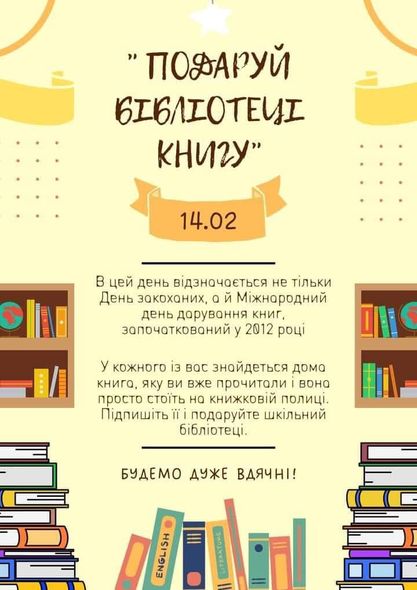 " ПОДАРУЙ
БІБЛІОТЕЦІ
КНИГУ"
14.02
В цей день відзначається не тільки
День закоханих, а й Міжнародний
день дарування книг,
започаткований у 2012 році
У кожного із вас знайдеться дома
книга, яку ви вже прочитали і вона
просто стоїть на книжковій полиці.
Підпишіть її і подаруйте шкільний
бібліотеці.
БУДЕМО ДУЖЕ ВДЯЧНІ!
ENGLISH
LITERATURE